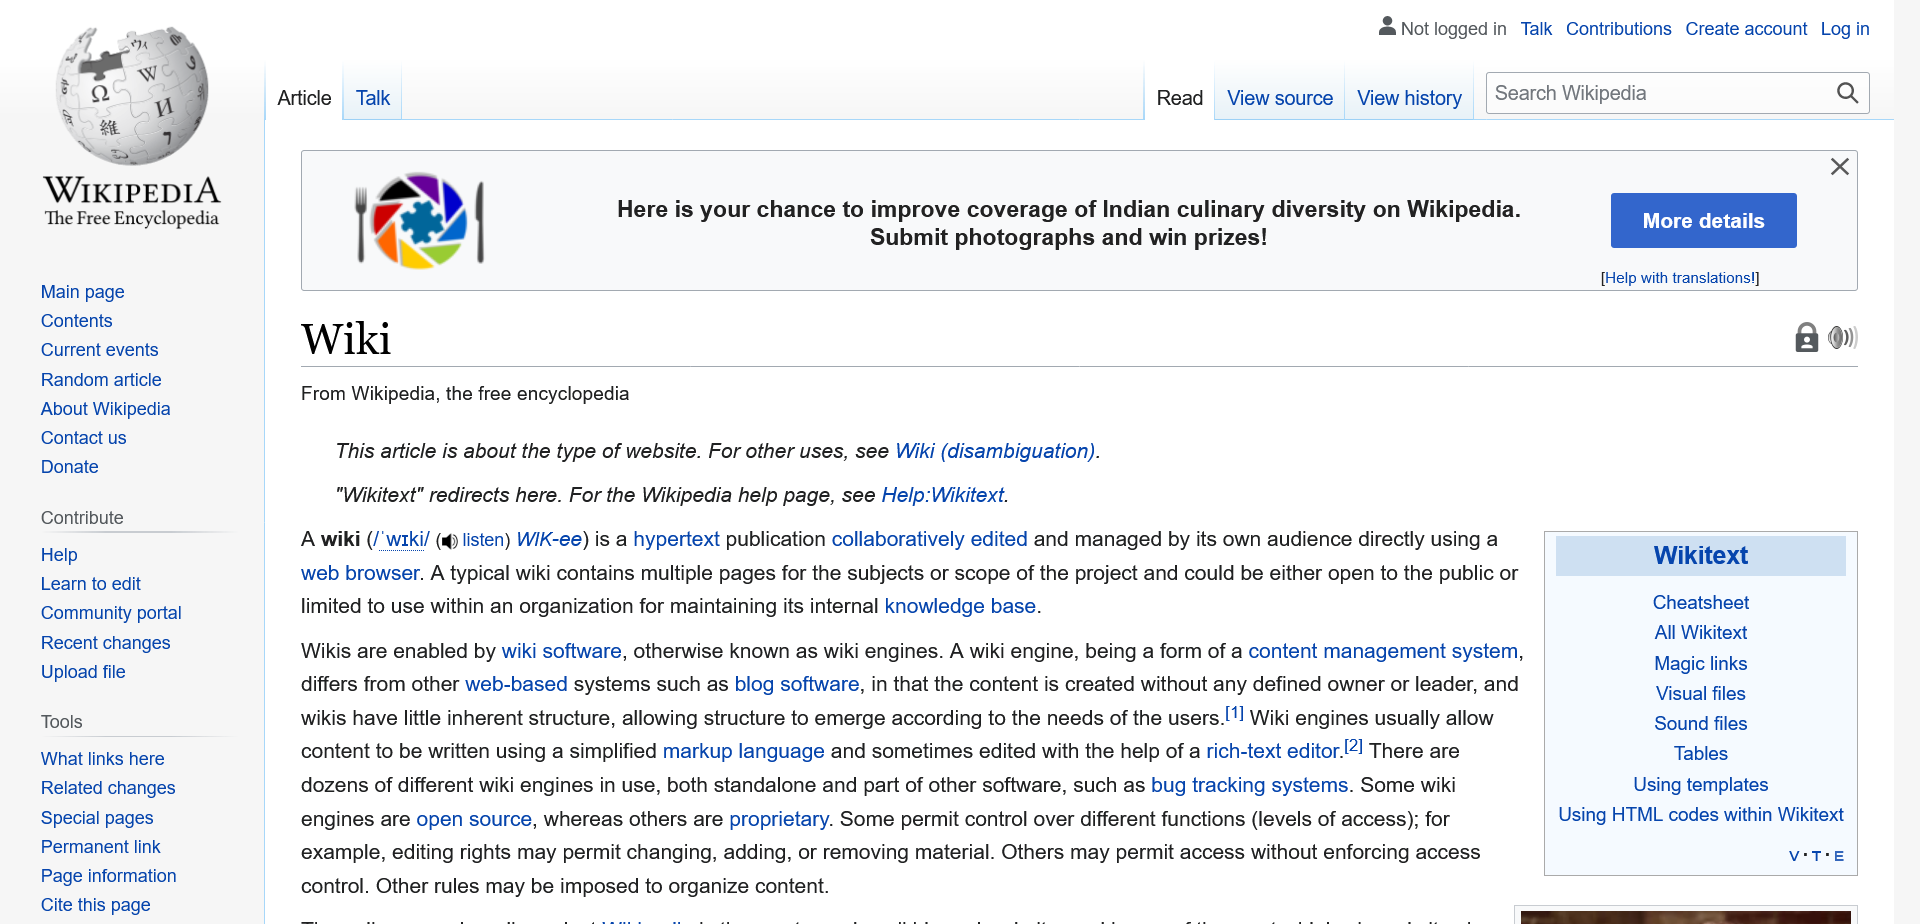 Not logged in Talk Contributions Create account Log in
Article Talk Read View source View history Search Wikipedia
WIKIPEDIA
The Free Encyclopedia
Main page
Contents
Current events
Random article
About Wikipedia
Contact us
Donate
Contribute
Help
Learn to edit
Community portal
Recent changes
Upload file
Tools
What links here
Related changes
Special pages
Permanent link
Page information
Cite this page
Here is your chance to improve coverage of Indian culinary diversity on Wikipedia.
Submit photographs and win prizes!
More details
[Help with translations!]
Wiki
From Wikipedia, the free encyclopedia
This article is about the type of website. For other uses, see Wiki (disambiguation).
"Wikitext" redirects here. For the Wikipedia help page, see Help:Wikitext.
A wiki (/ˈwɪki/ (listen) WIK-ee) is a hypertext publication collaboratively edited and managed by its own audience directly using a
web browser. A typical wiki contains multiple pages for the subjects or scope of the project and could be either open to the public or
limited to use within an organization for maintaining its internal knowledge base.
Wikis are enabled by wiki software, otherwise known as wiki engines. A wiki engine, being a form of a content management system,
differs from other web-based systems such as blog software, in that the content is created without any defined owner or leader, and
wikis have little inherent structure, allowing structure to emerge according to the needs of the users.[1] Wiki engines usually allow
content to be written using a simplified markup language and sometimes edited with the help of a rich-text editor.[2] There are
dozens of different wiki engines in use, both standalone and part of other software, such as bug tracking systems. Some wiki
engines are open source, whereas others are proprietary. Some permit control over different functions (levels of access); for
example, editing rights may permit changing, adding, or removing material. Others may permit access without enforcing access
control. Other rules may be imposed to organize content.
Wikitext
Cheatsheet
All Wikitext
Magic links
Visual files
Sound files
Tables
Using templates
Using HTML codes within Wikitext
V · T · E